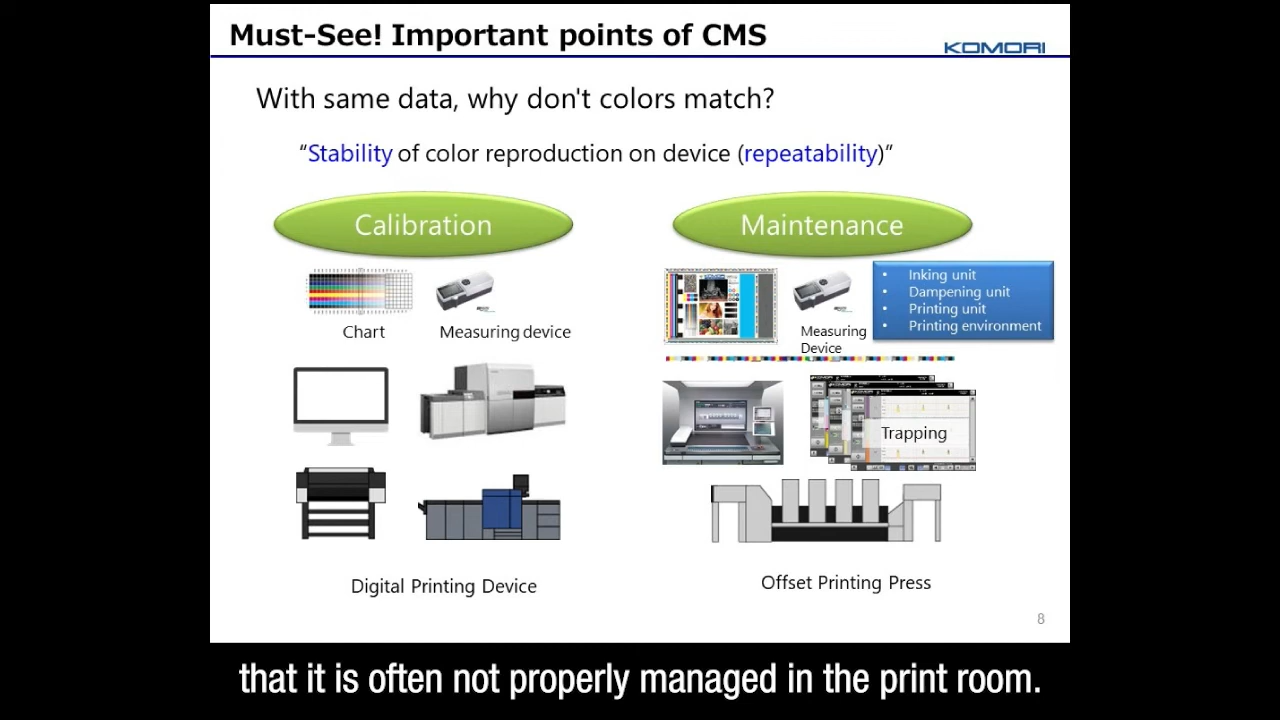 Must-See! Important points of CMS
KOMORI
With same data, why don't colors match?
“Stability of color reproduction on device (repeatability)”
Calibration
Chart
Measuring device
Digital Printing Device
Maintenance
Measuring
Device
• Inking unit
• Dampening unit
• Printing unit
• Printing environment
Trapping
Offset Printing Press
8
that it is often not properly managed in the print room.